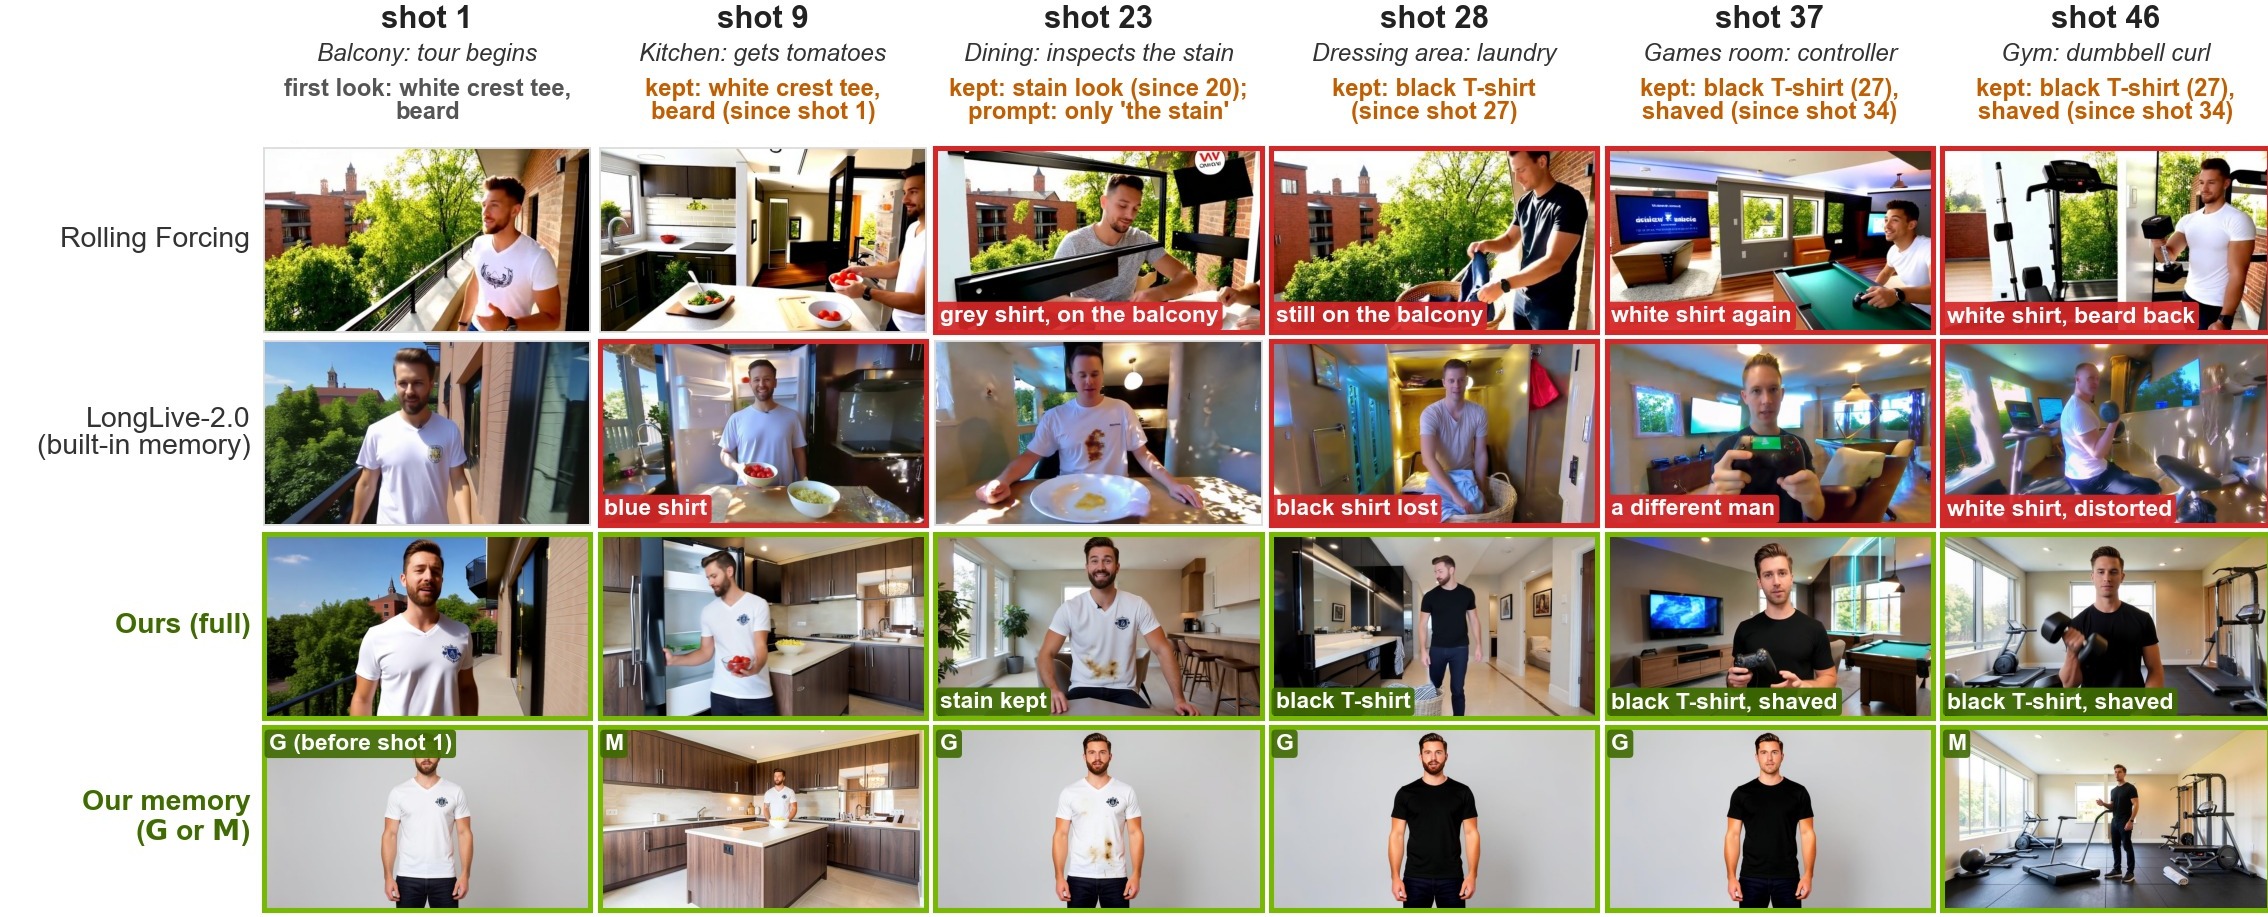 shot 1
shot 9
shot 23
shot 28
shot 37
shot 46
Balcony: tour begins
Kitchen: gets tomatoes
Dining: inspects the stain
Dressing area: laundry
Games room: controller
Gym: dumbbell curl
first look: white crest tee,
beard
kept: white crest tee,
beard (since shot 1)
kept: stain look (since 20);
prompt: only 'the stain'
kept: black T-shirt
(since shot 27)
kept: black T-shirt (27),
shaved (since shot 34)
kept: black T-shirt (27),
shaved (since shot 34)
Rolling Forcing
grey shirt, on the balcony
still on the balcony
white shirt again
white shirt, beard back
LongLive-2.0
(built-in memory)
blue shirt
black shirt lost
a different man
white shirt, distorted
Ours (full)
stain kept
black T-shirt
black T-shirt, shaved
black T-shirt, shaved
Our memory
(G or M)
G (before shot 1)
M
G
G
G
M